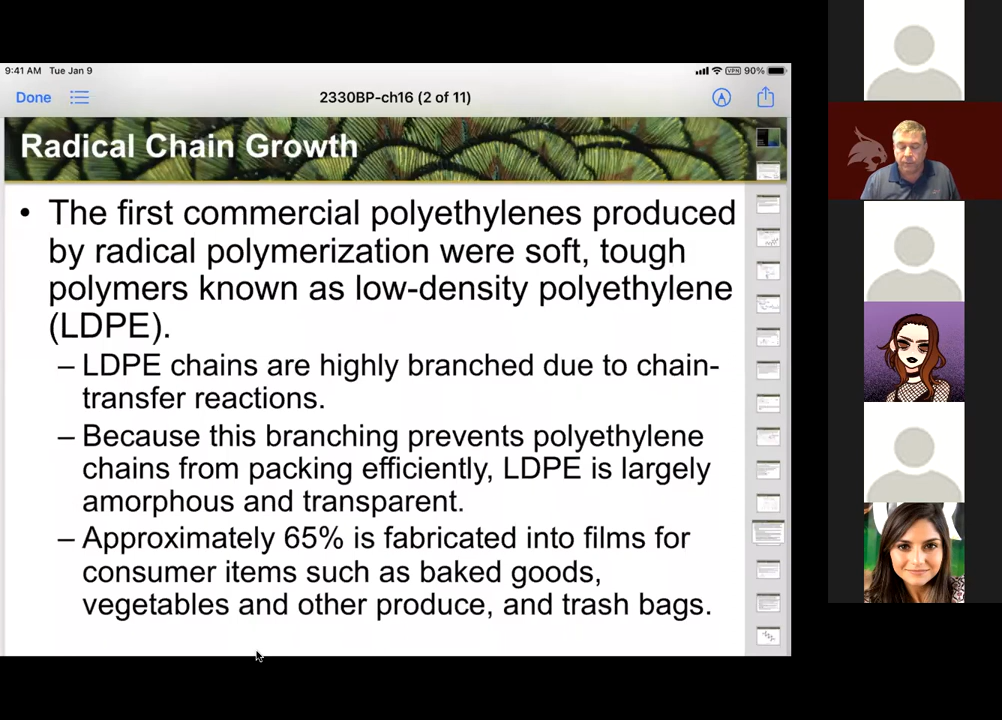 9:41 AM Tue Jan 9
VPN 90%
Done
2330BP-ch16 (2 of 11)
Radical Chain Growth
• The first commercial polyethylenes produced
by radical polymerization were soft, tough
polymers known as low-density polyethylene
(LDPE).
– LDPE chains are highly branched due to chain-
transfer reactions.
– Because this branching prevents polyethylene
chains from packing efficiently, LDPE is largely
amorphous and transparent.
– Approximately 65% is fabricated into films for
consumer items such as baked goods,
vegetables and other produce, and trash bags.